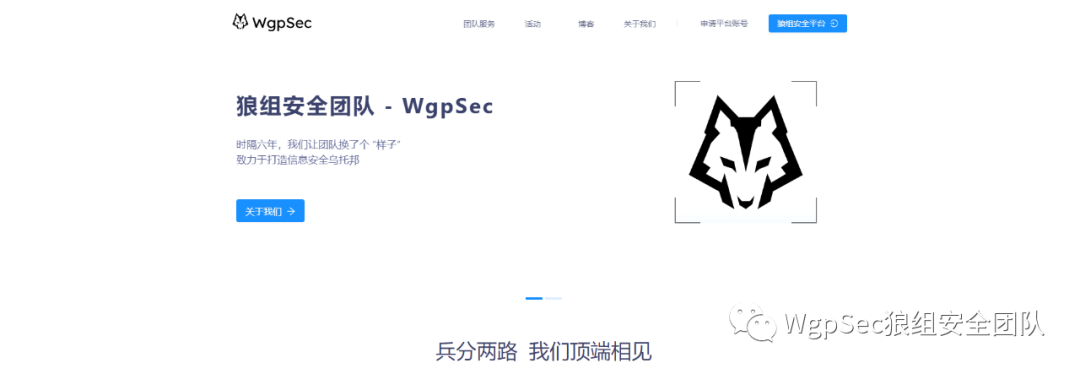 WgpSec
团队服务 活动 博客 关于我们 申请平台账号 狼组安全平台
狼组安全团队 - WgpSec
时隔六年，我们让团队换了个 “样子”
致力于打造信息安全乌托邦
关于我们
WgpSec狼组安全团队
兵分两路 我们顶端相见